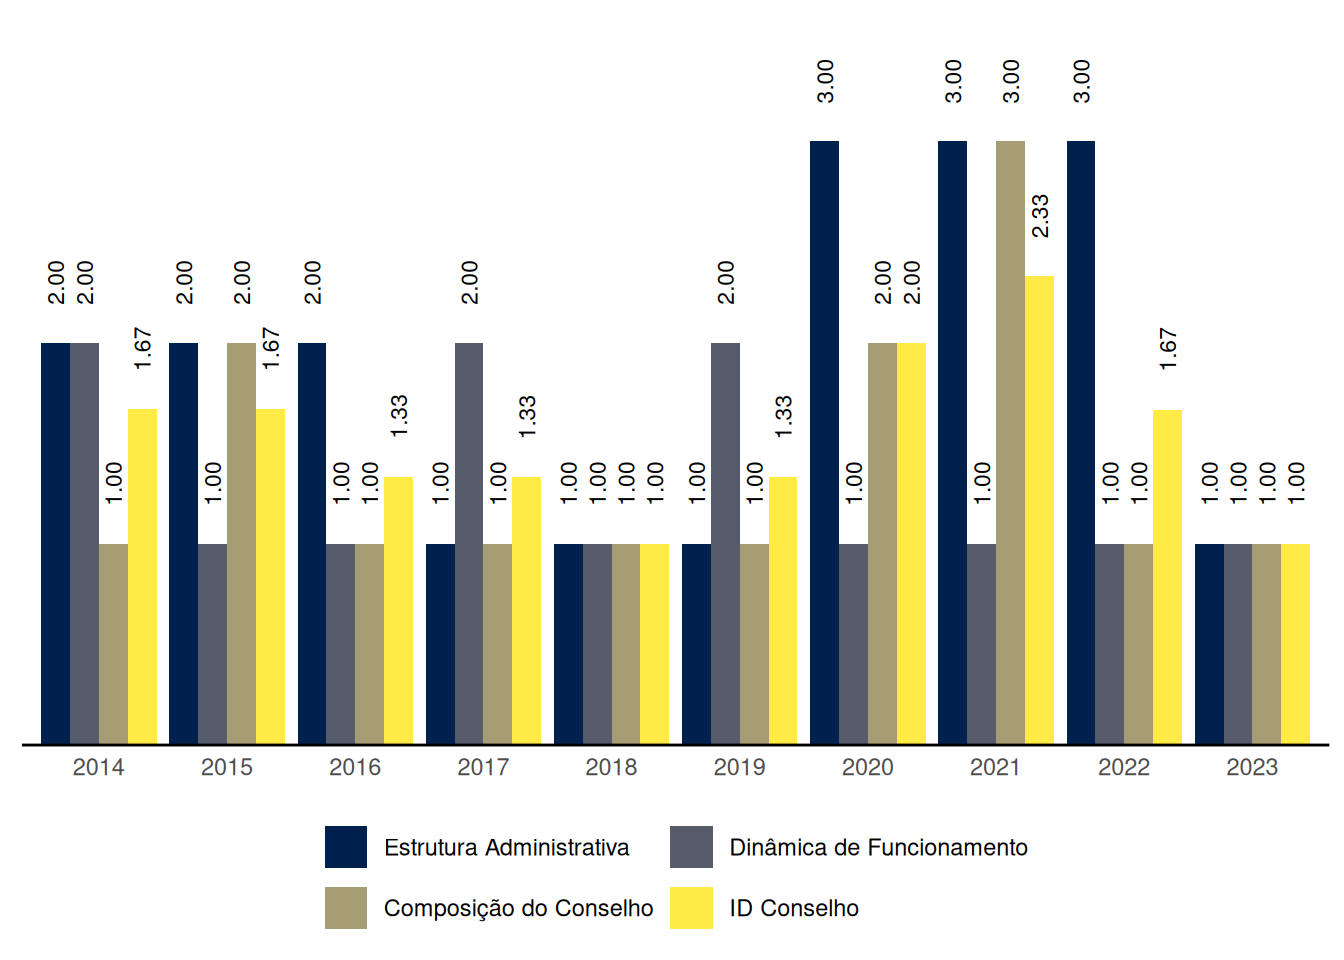 3.00 3.00 3.00 3.00
2.33
2.00 2.00 2.00 2.00 2.00 2.00 2.00 2.00 2.00
1.67 1.67 1.67
1.33 1.33 1.33
1.00 1.00 1.00 1.00 1.00 1.00 1.00 1.00 1.00 1.00 1.00 1.00 1.00 1.00 1.00 1.00 1.00 1.00 1.00 1.00
2014 2015 2016 2017 2018 2019 2020 2021 2022 2023
Estrutura Administrativa Dinâmica de Funcionamento
Composição do Conselho ID Conselho